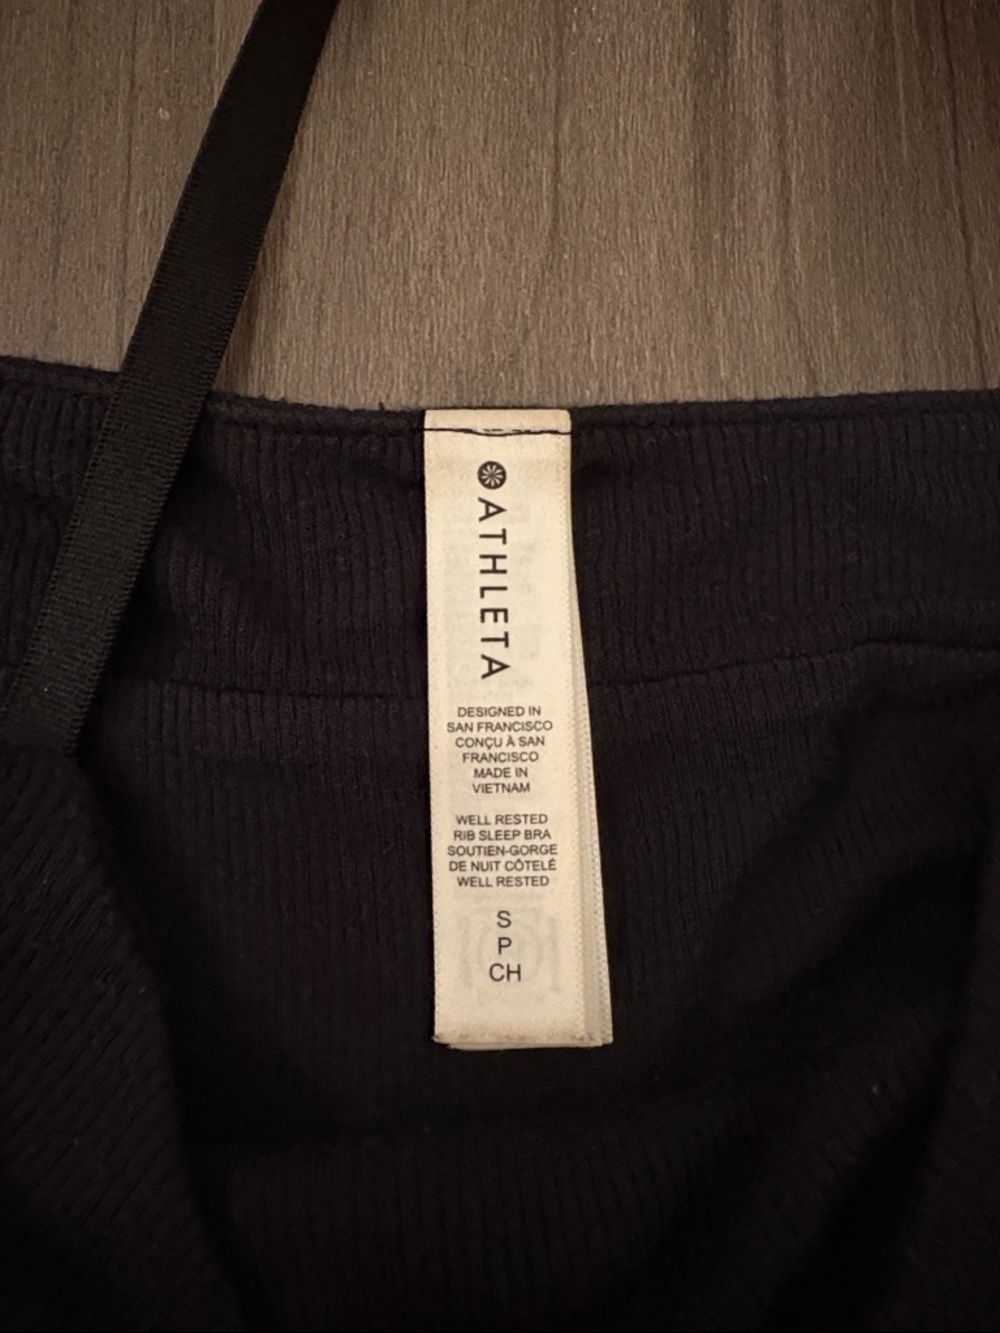 ATHLETA
DESIGNED IN
SAN FRANCISCO
CONÇU À SAN
FRANCISCO
MADE IN
VIETNAM
WELL RESTED
RIB SLEEP BRA
SOUTIEN-GORGE
DE NUIT CÔTELÉ
WELL RESTED
S
P
CH